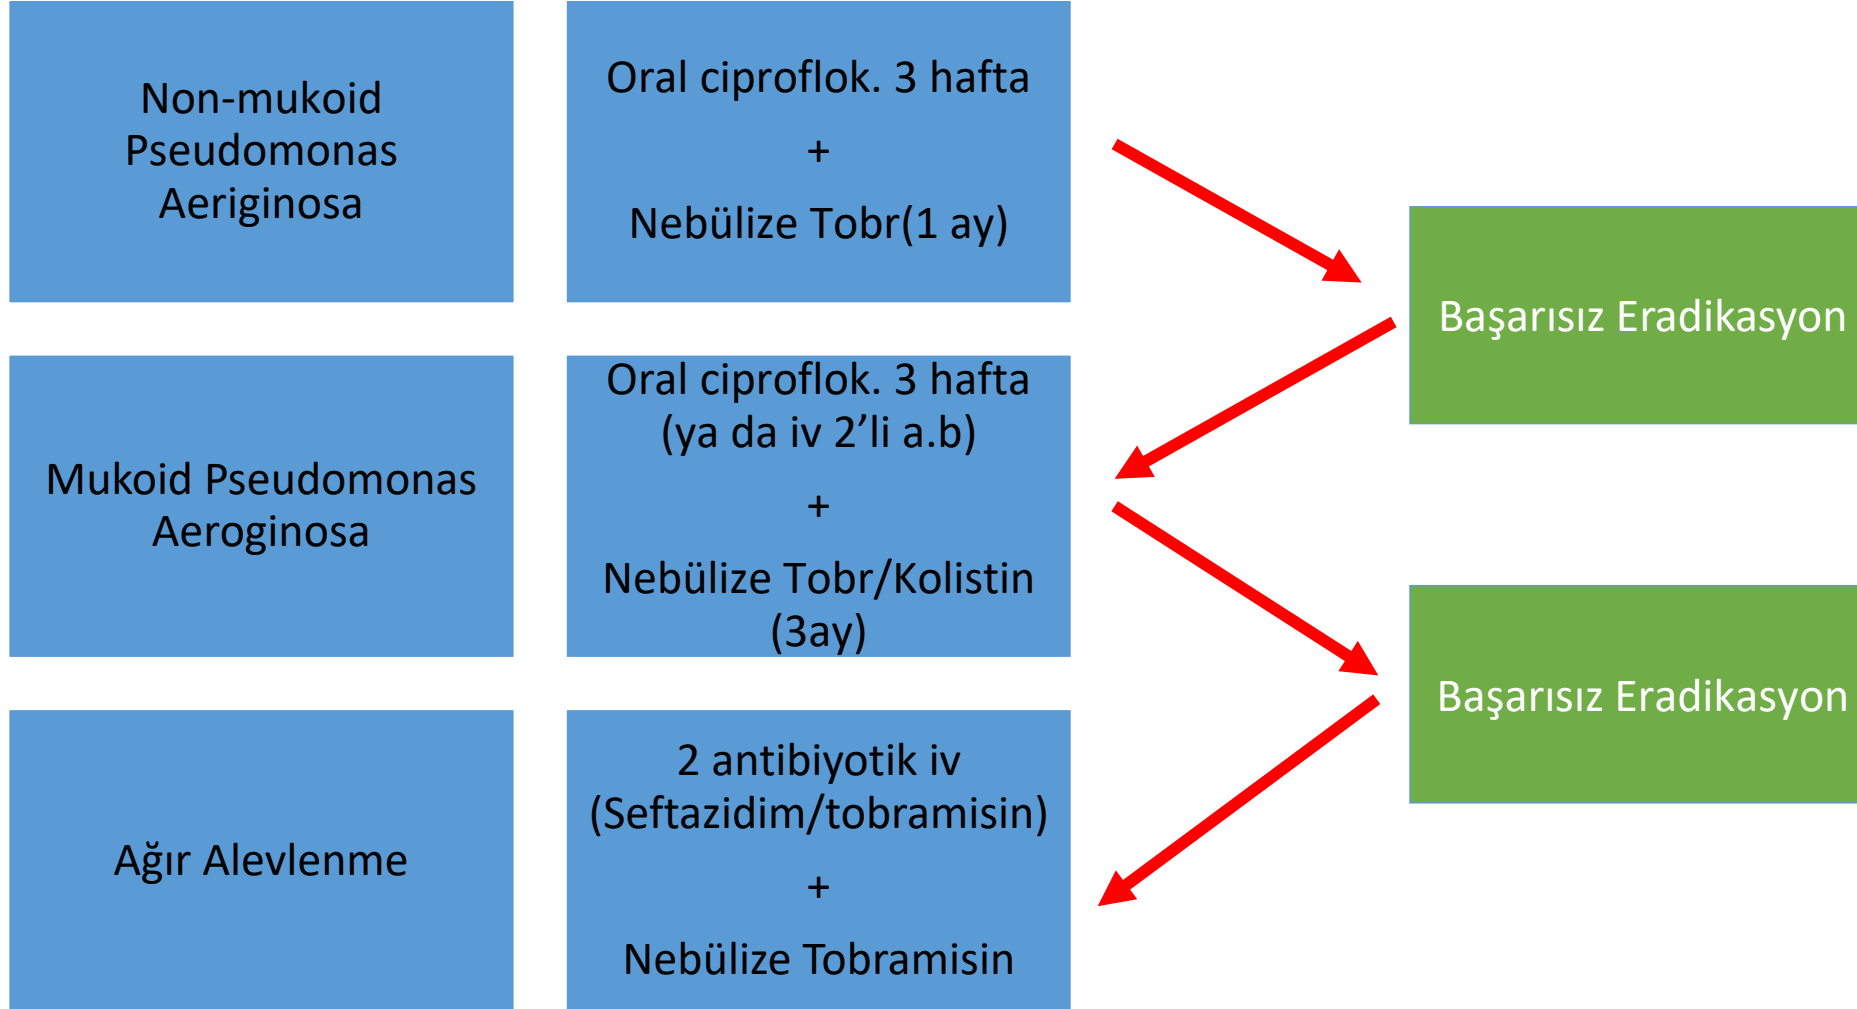 Non-mukoid
Pseudomonas
Aeriginosa
Oral ciproflok. 3 hafta
+
Nebülize Tobr(1 ay)
Başarısız Eradikasyon
Mukoid Pseudomonas
Aeroginosa
Oral ciproflok. 3 hafta
(ya da iv 2’li a.b)
+
Nebülize Tobr/Kolistin
(3ay)
Başarısız Eradikasyon
Ağır Alevlenme
2 antibiyotik iv
(Seftazidim/tobramisin)
+
Nebülize Tobramisin